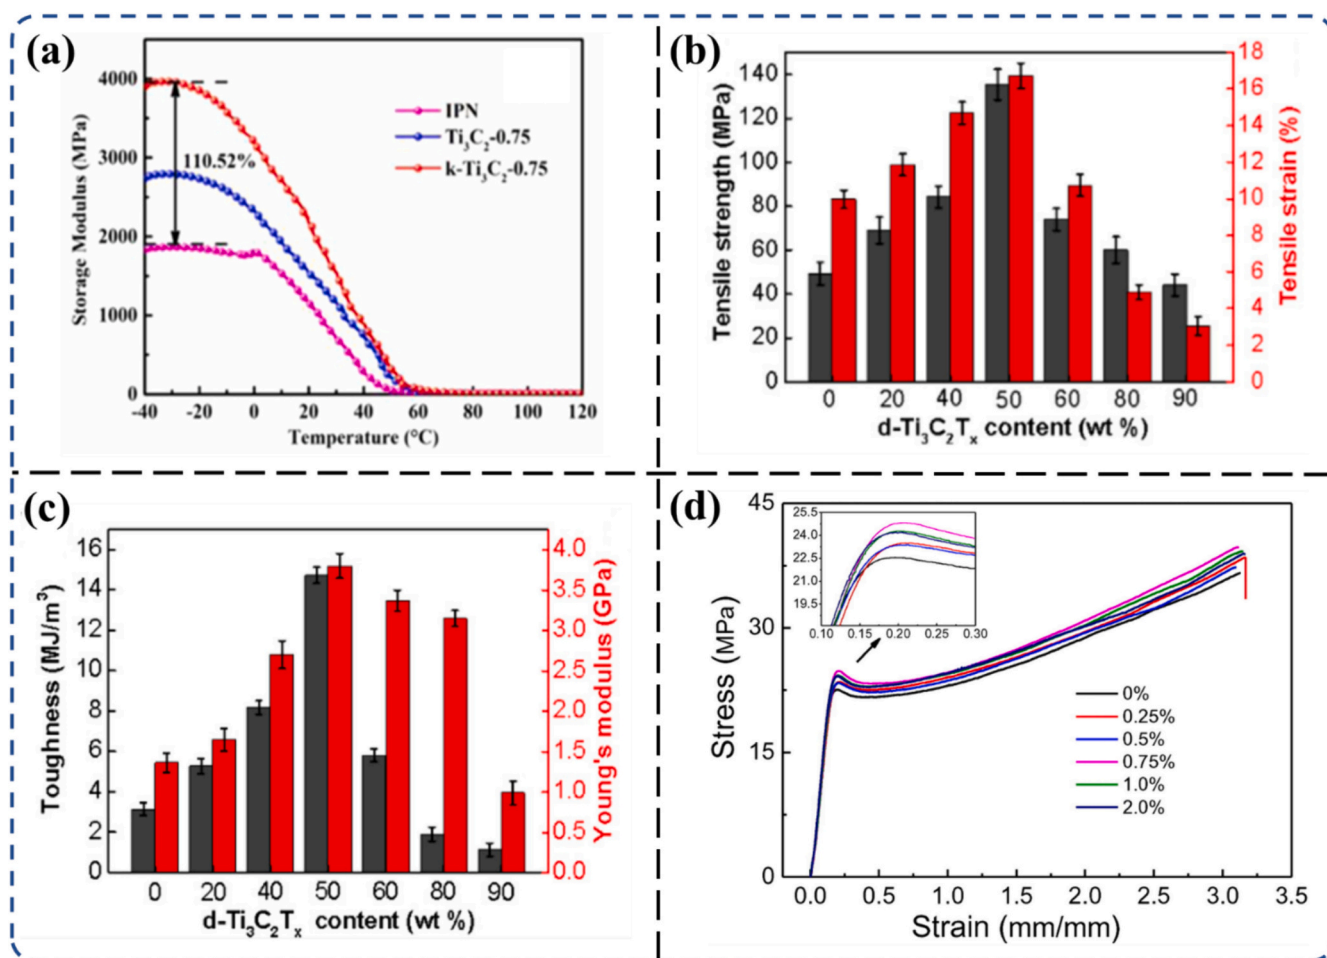 (a)
4000
3000
2000
1000
0
Storage Modulus (MPa)
110.52%
IPN
Ti₃C₂-0.75
k-Ti₃C₂-0.75
-40 -20 0 20 40 60 80 100 120
Temperature (°C)
(b)
140
120
100
80
60
40
20
0
Tensile strength (MPa)
18
16
14
12
10
8
6
4
2
0
Tensile strain (%)
0 20 40 50 60 80 90
d-Ti₃C₂Tₓ content (wt %)
(c)
16
14
12
10
8
6
4
2
0
Toughness (MJ/m³)
4.0
3.5
3.0
2.5
2.0
1.5
1.0
0.5
0.0
Young's modulus (GPa)
0 20 40 50 60 80 90
d-Ti₃C₂Tₓ content (wt %)
(d)
45
30
15
0
Stress (MPa)
25.5
24.0
22.5
21.0
19.5
0.10 0.15 0.20 0.25 0.30
0%
0.25%
0.5%
0.75%
1.0%
2.0%
0.0 0.5 1.0 1.5 2.0 2.5 3.0 3.5
Strain (mm/mm)